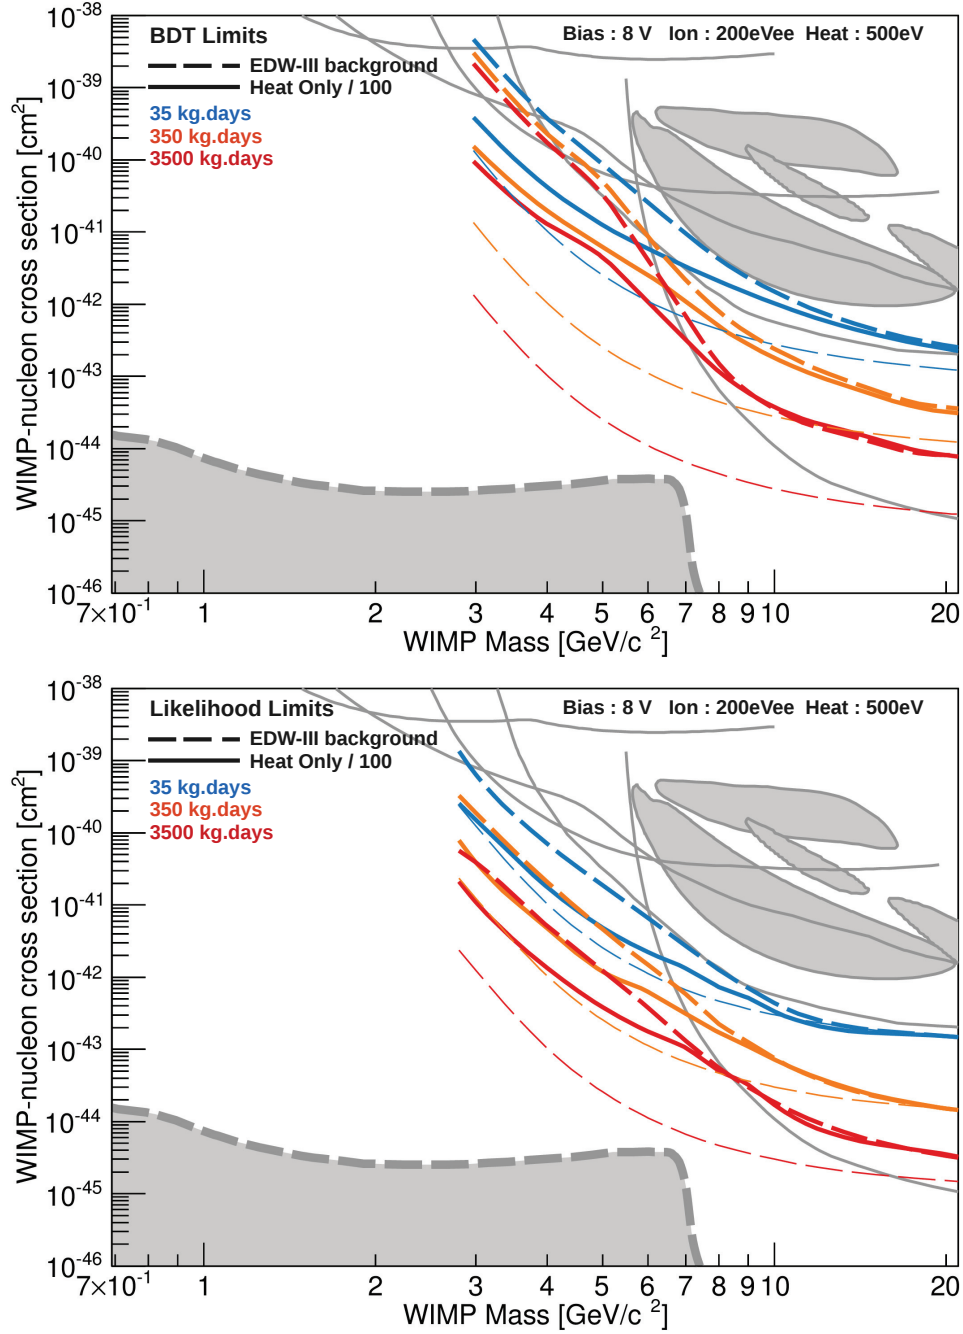 BDT Limits
Bias : 8 V Ion : 200eVee Heat : 500eV
EDW-III background
Heat Only / 100
35 kg.days
350 kg.days
3500 kg.days
WIMP-nucleon cross section [cm²]
10⁻³⁸
10⁻³⁹
10⁻⁴⁰
10⁻⁴¹
10⁻⁴²
10⁻⁴³
10⁻⁴⁴
10⁻⁴⁵
10⁻⁴⁶
7×10⁻¹ 1 2 3 4 5 6 7 8 9 10 20
WIMP Mass [GeV/c ²]
Likelihood Limits
Bias : 8 V Ion : 200eVee Heat : 500eV
EDW-III background
Heat Only / 100
35 kg.days
350 kg.days
3500 kg.days
WIMP-nucleon cross section [cm²]
10⁻³⁸
10⁻³⁹
10⁻⁴⁰
10⁻⁴¹
10⁻⁴²
10⁻⁴³
10⁻⁴⁴
10⁻⁴⁵
10⁻⁴⁶
7×10⁻¹ 1 2 3 4 5 6 7 8 9 10 20
WIMP Mass [GeV/c ²]